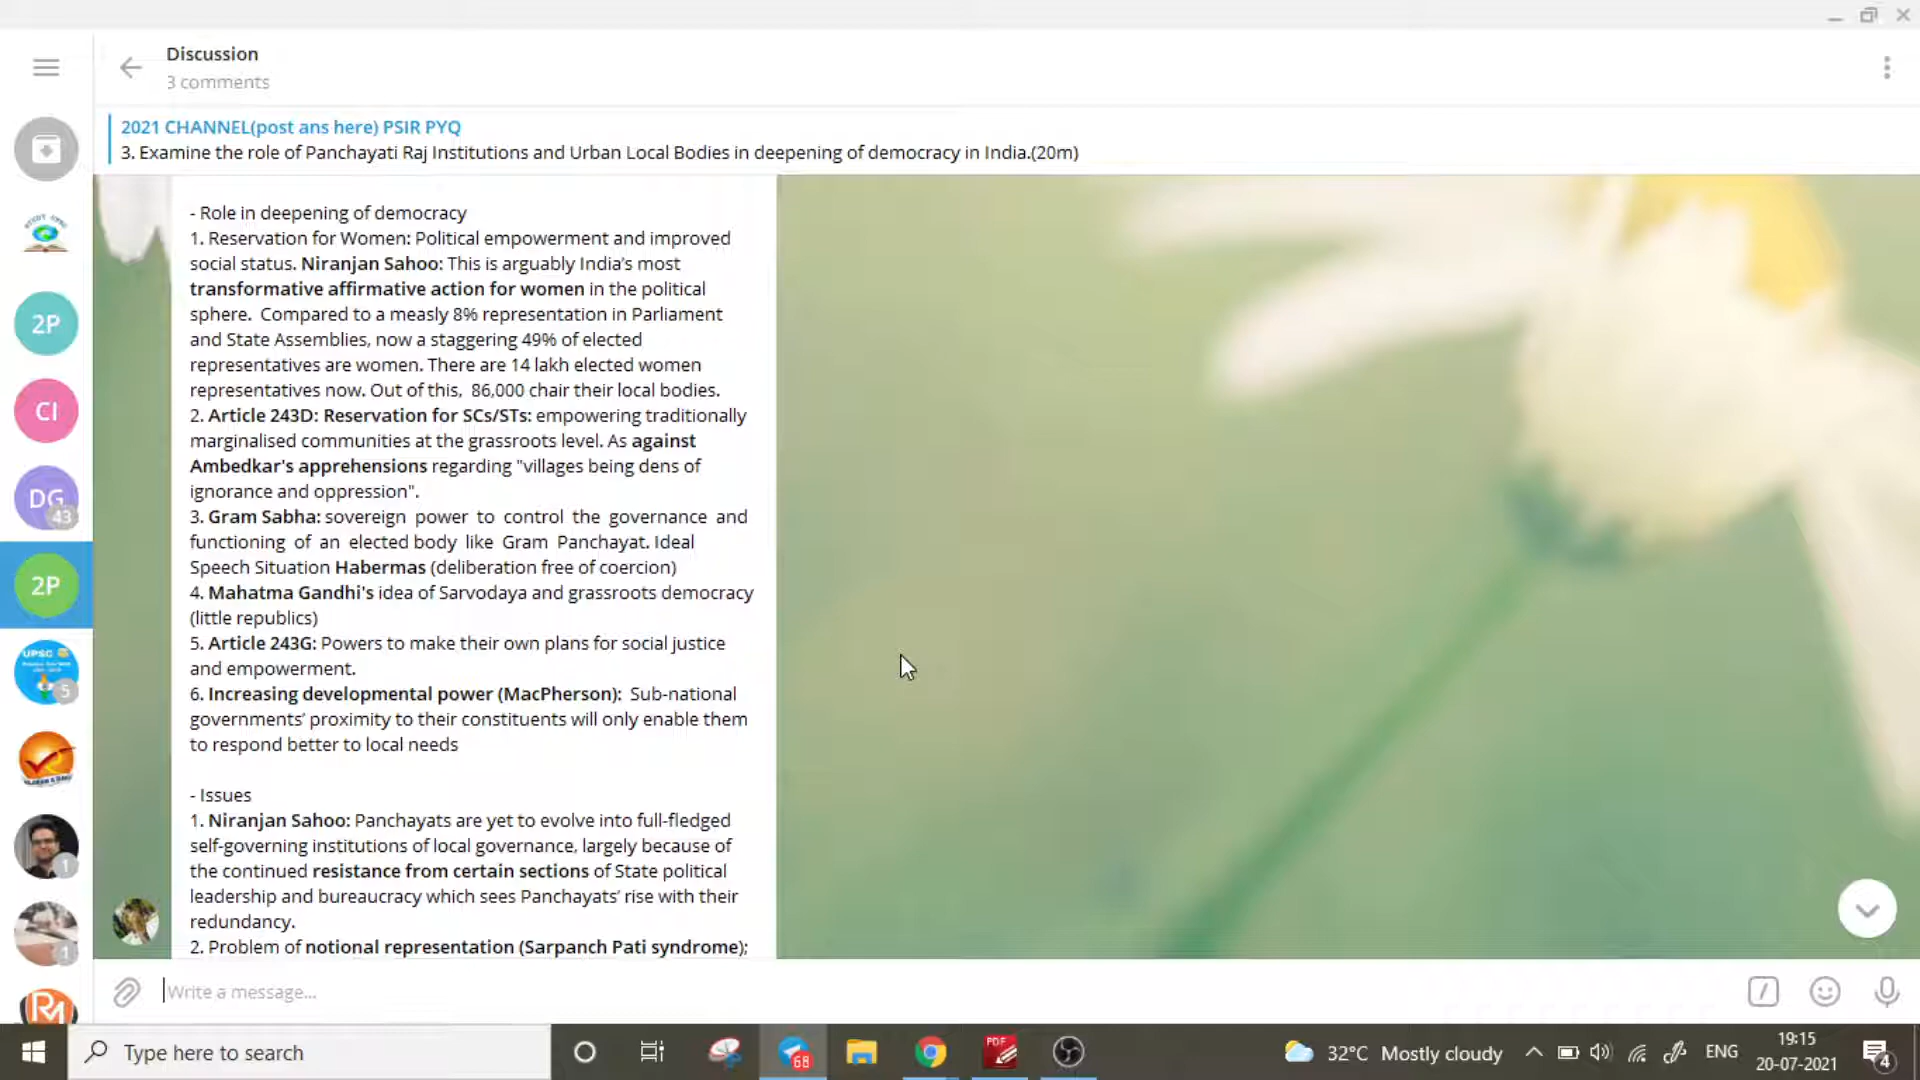 Discussion
3 comments
2021 CHANNEL(post ans here) PSIR PYQ
3. Examine the role of Panchayati Raj Institutions and Urban Local Bodies in deepening of democracy in India.(20m)
- Role in deepening of democracy
1. Reservation for Women: Political empowerment and improved
social status. Niranjan Sahoo: This is arguably India's most
transformative affirmative action for women in the political
sphere. Compared to a measly 8% representation in Parliament
and State Assemblies, now a staggering 49% of elected
representatives are women. There are 14 lakh elected women
representatives now. Out of this, 86,000 chair their local bodies.
2. Article 243D: Reservation for SCs/STs: empowering traditionally
marginalised communities at the grassroots level. As against
Ambedkar's apprehensions regarding "villages being dens of
ignorance and oppression".
3. Gram Sabha: sovereign power to control the governance and
functioning of an elected body like Gram Panchayat. Ideal
Speech Situation Habermas (deliberation free of coercion)
4. Mahatma Gandhi's idea of Sarvodaya and grassroots democracy
(little republics)
5. Article 243G: Powers to make their own plans for social justice
and empowerment.
6. Increasing developmental power (MacPherson): Sub-national
governments' proximity to their constituents will only enable them
to respond better to local needs
- Issues
1. Niranjan Sahoo: Panchayats are yet to evolve into full-fledged
self-governing institutions of local governance, largely because of
the continued resistance from certain sections of State political
leadership and bureaucracy which sees Panchayats' rise with their
redundancy.
2. Problem of notional representation (Sarpanch Pati syndrome);
2P
CI
DG
43
2P
UPSC
5
1
1
RM
Write a message...
Type here to search
68
PDF
32°C Mostly cloudy
ENG
19:15
20-07-2021
4